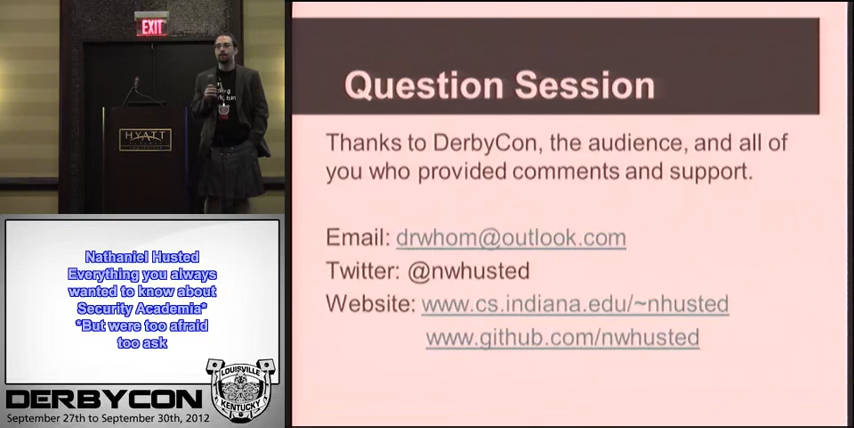 EXIT
HYATT
Nathaniel Husted
Everything you always
wanted to know about
Security Academia*
*But were too afraid
too ask
LOUISVILLE
KENTUCKY
DERBYCON
September 27th to September 30th, 2012
Question Session
Thanks to DerbyCon, the audience, and all of
you who provided comments and support.
Email: drwhom@outlook.com
Twitter: @nwhusted
Website: www.cs.indiana.edu/~nhusted
www.github.com/nwhusted